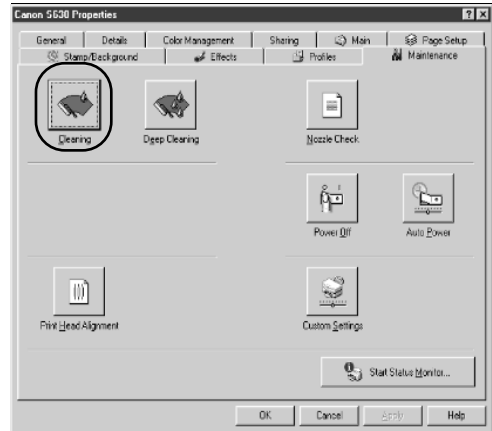 Canon S630 Properties
General Details Color Management Sharing Main Page Setup
Stamp/Background Effects Profiles Maintenance
Cleaning Deep Cleaning Nozzle Check
Power Off Auto Power
Print Head Alignment Custom Settings
Start Status Monitor...
OK Cancel Apply Help